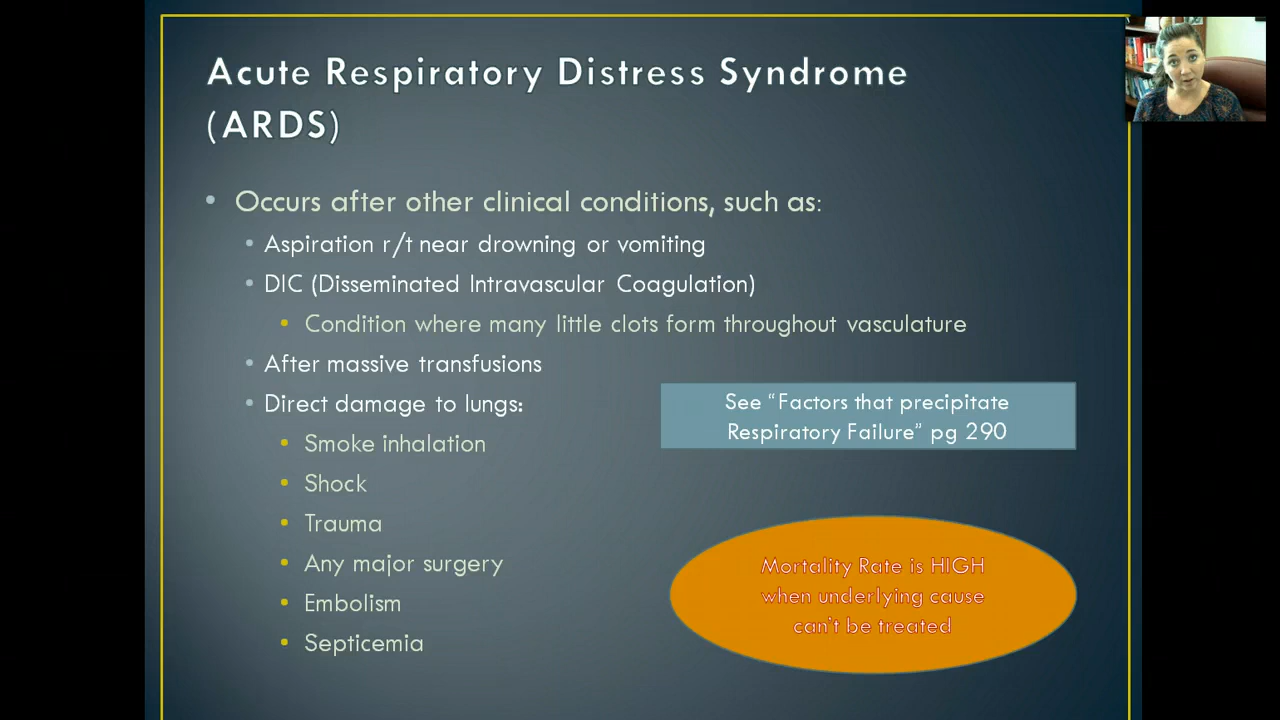 Acute Respiratory Distress Syndrome
(ARDS)
• Occurs after other clinical conditions, such as:
• Aspiration r/t near drowning or vomiting
• DIC (Disseminated Intravascular Coagulation)
• Condition where many little clots form throughout vasculature
• After massive transfusions
• Direct damage to lungs:
• Smoke inhalation
• Shock
• Trauma
• Any major surgery
• Embolism
• Septicemia
See “Factors that precipitate
Respiratory Failure” pg 290
Mortality Rate is HIGH
when underlying cause
can’t be treated